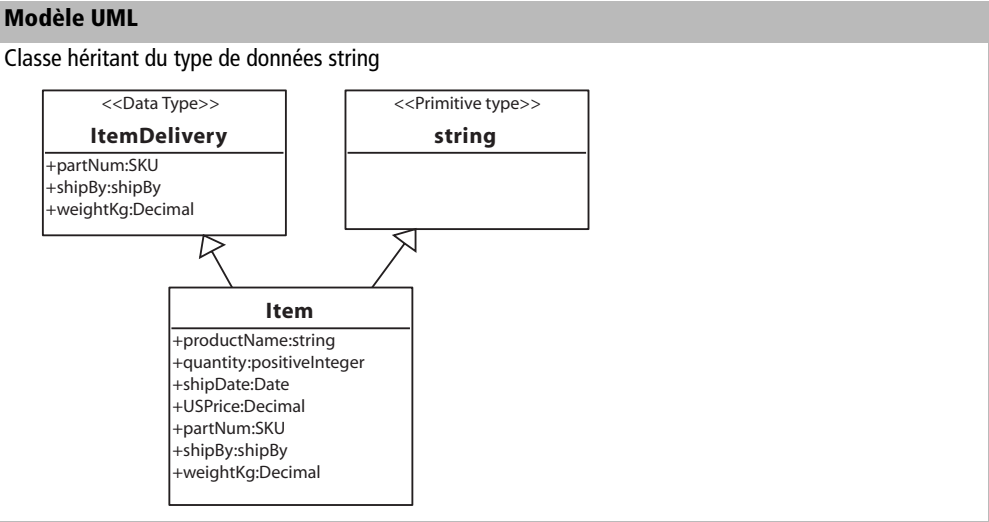 Modèle UML
Classe héritant du type de données string
<<Data Type>>
ItemDelivery
+partNum:SKU
+shipBy:shipBy
+weightKg:Decimal
<<Primitive type>>
string
Item
+productName:string
+quantity:positiveInteger
+shipDate:Date
+USPrice:Decimal
+partNum:SKU
+shipBy:shipBy
+weightKg:Decimal